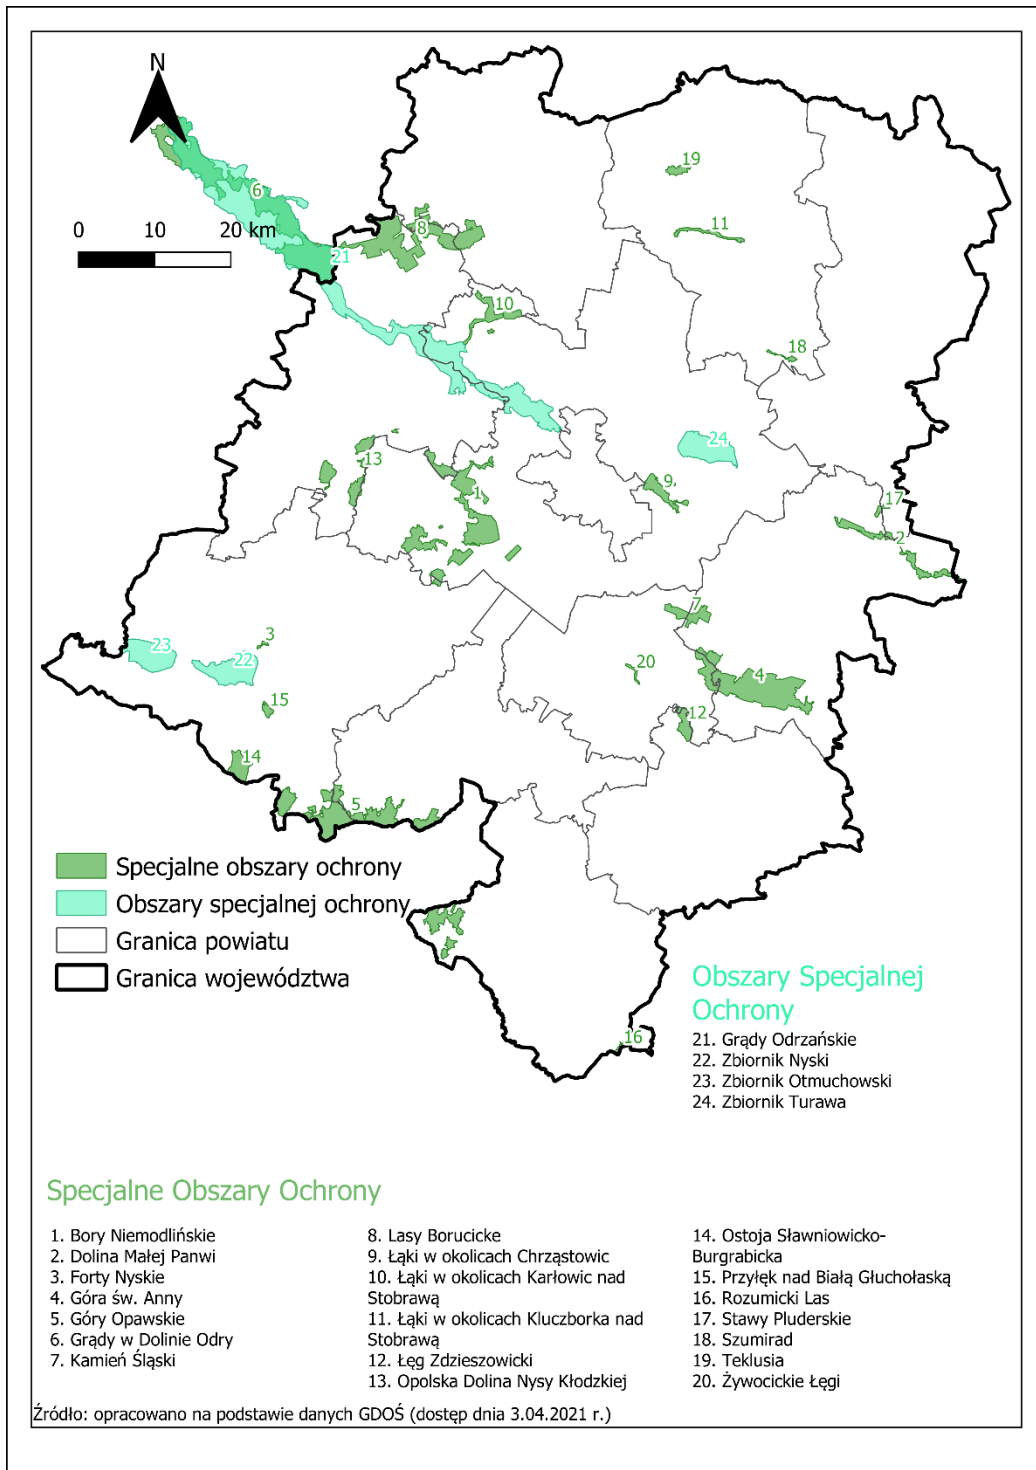 N
19
6
11
8
0 10 20 km
21
10
18
24
13
9
1
17
2
7
3
23
22
20
4
15
12
14
5
Specjalne obszary ochrony
Obszary specjalnej ochrony
Granica powiatu
Granica województwa
16
Obszary Specjalnej
Ochrony
21. Grądy Odrzańskie
22. Zbiornik Nyski
23. Zbiornik Otmuchowski
24. Zbiornik Turawa
Specjalne Obszary Ochrony
1. Bory Niemodlińskie
2. Dolina Małej Panwi
3. Forty Nyskie
4. Góra św. Anny
5. Góry Opawskie
6. Grądy w Dolinie Odry
7. Kamień Śląski
8. Lasy Borucicke
9. Łąki w okolicach Chrząstowic
10. Łąki w okolicach Karłowic nad
Stobrawą
11. Łąki w okolicach Kluczborka nad
Stobrawą
12. Łęg Zdzieszowicki
13. Opolska Dolina Nysy Kłodzkiej
14. Ostoja Sławniowicko-
Burgrabicka
15. Przyłęk nad Białą Głuchołaską
16. Rozumicki Las
17. Stawy Pluderskie
18. Szumirad
19. Teklusia
20. Żywocickie Łęgi
Źródło: opracowano na podstawie danych GDOŚ (dostęp dnia 3.04.2021 r.)